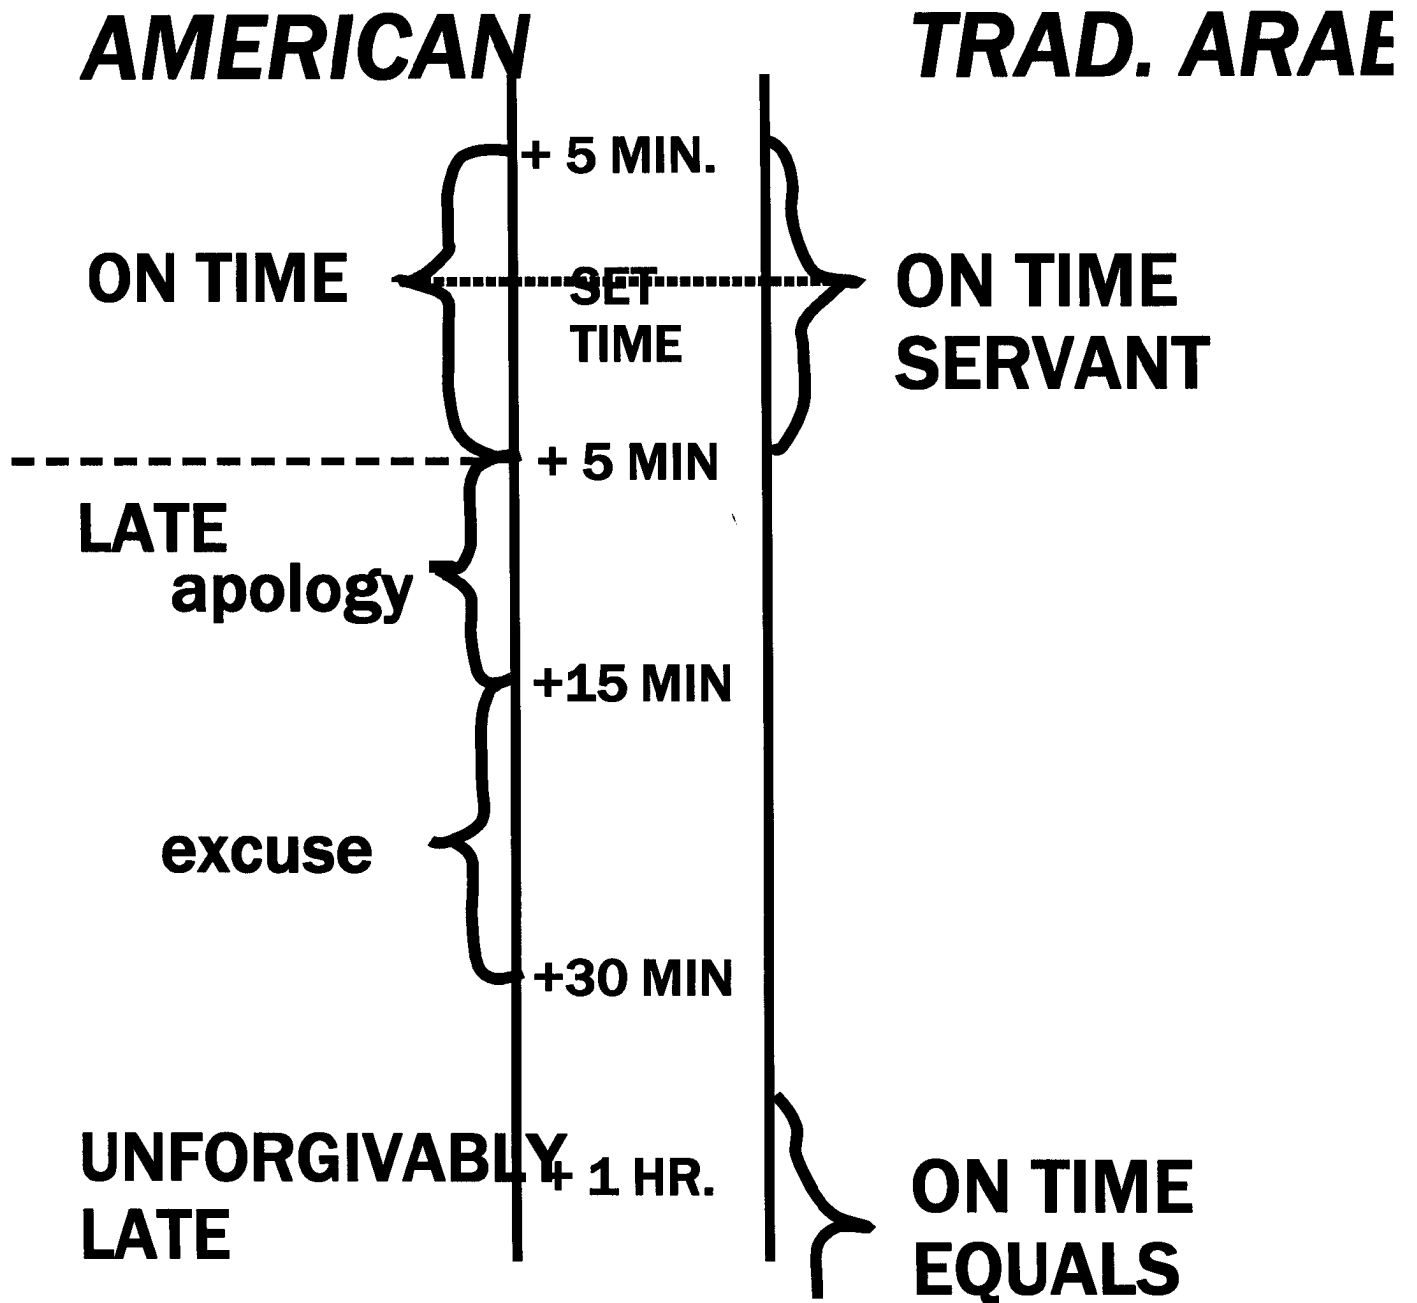 AMERICAN
TRAD. ARAB
+ 5 MIN.
ON TIME
SET
TIME
ON TIME
SERVANT
+ 5 MIN
LATE
apology
+15 MIN
excuse
+30 MIN
UNFORGIVABLY
LATE
+ 1 HR.
ON TIME
EQUALS